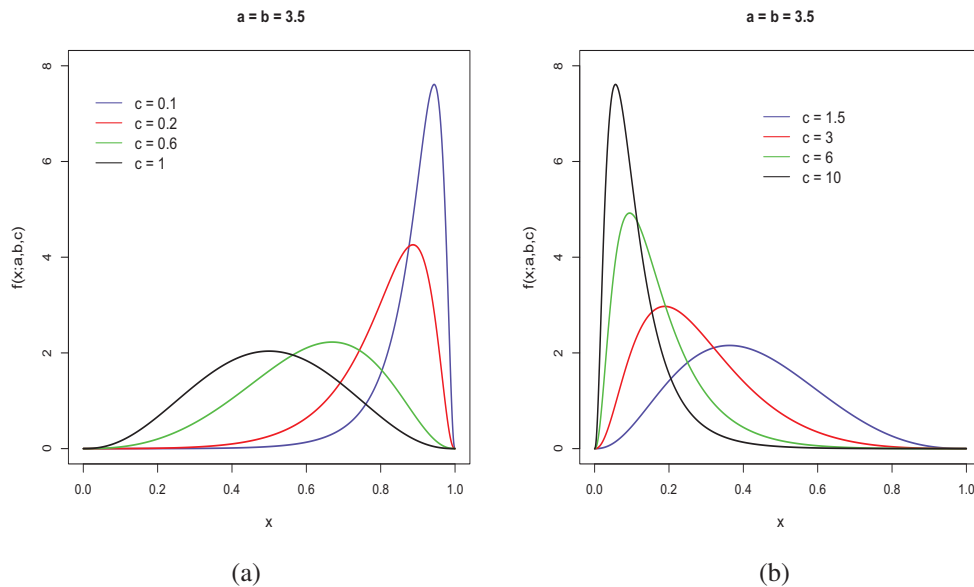 a = b = 3.5
f(x;a,b,c)
8
6
4
2
0
c = 0.1
c = 0.2
c = 0.6
c = 1
0.0 0.2 0.4 0.6 0.8 1.0
x
(a)
a = b = 3.5
f(x;a,b,c)
8
6
4
2
0
c = 1.5
c = 3
c = 6
c = 10
0.0 0.2 0.4 0.6 0.8 1.0
x
(b)